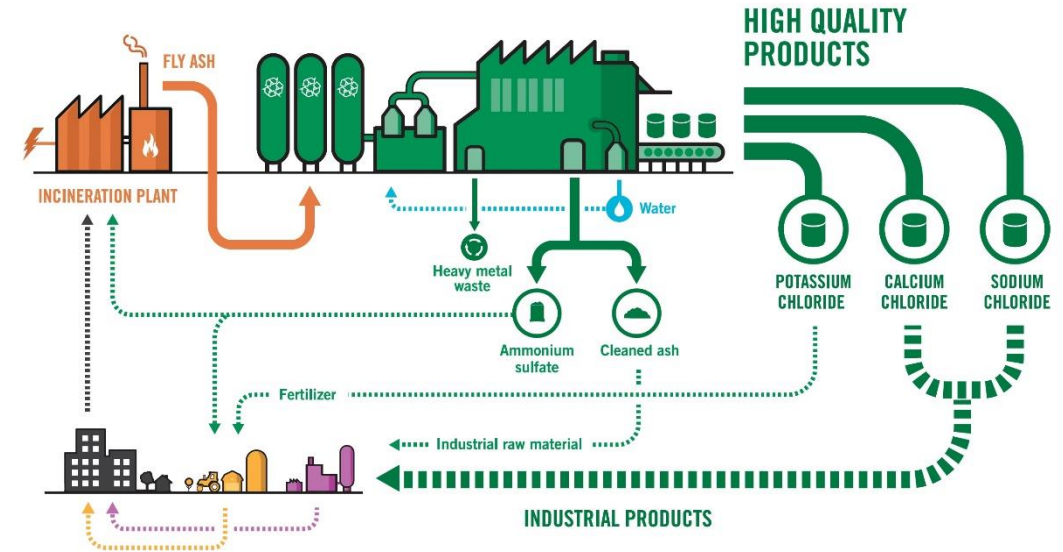 HIGH QUALITY
PRODUCTS
FLY ASH
INCINERATION PLANT
Water
Heavy metal
waste
POTASSIUM
CHLORIDE
CALCIUM
CHLORIDE
SODIUM
CHLORIDE
Ammonium
sulfate
Cleaned ash
Fertilizer
Industrial raw material
INDUSTRIAL PRODUCTS